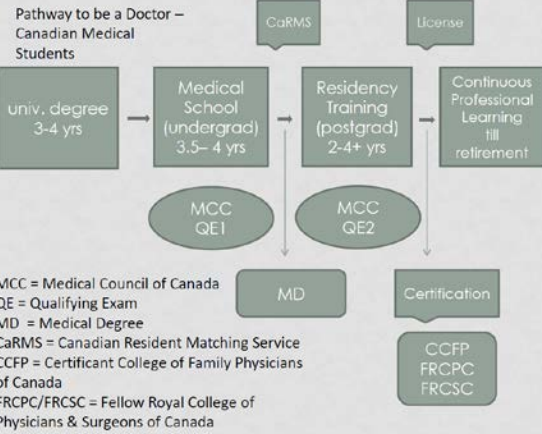 Pathway to be a Doctor –
Canadian Medical
Students
CaRMS
License
univ. degree
3-4 yrs
Medical
School
(undergrad)
3.5– 4 yrs
Residency
Training
(postgrad)
2-4+ yrs
Continuous
Professional
Learning
till
retirement
MCC
QE1
MCC
QE2
MD
Certification
CCFP
FRCPC
FRCSC
MCC = Medical Council of Canada
QE = Qualifying Exam
MD = Medical Degree
CaRMS = Canadian Resident Matching Service
CCFP = Certificant College of Family Physicians
of Canada
FRCPC/FRCSC = Fellow Royal College of
Physicians & Surgeons of Canada